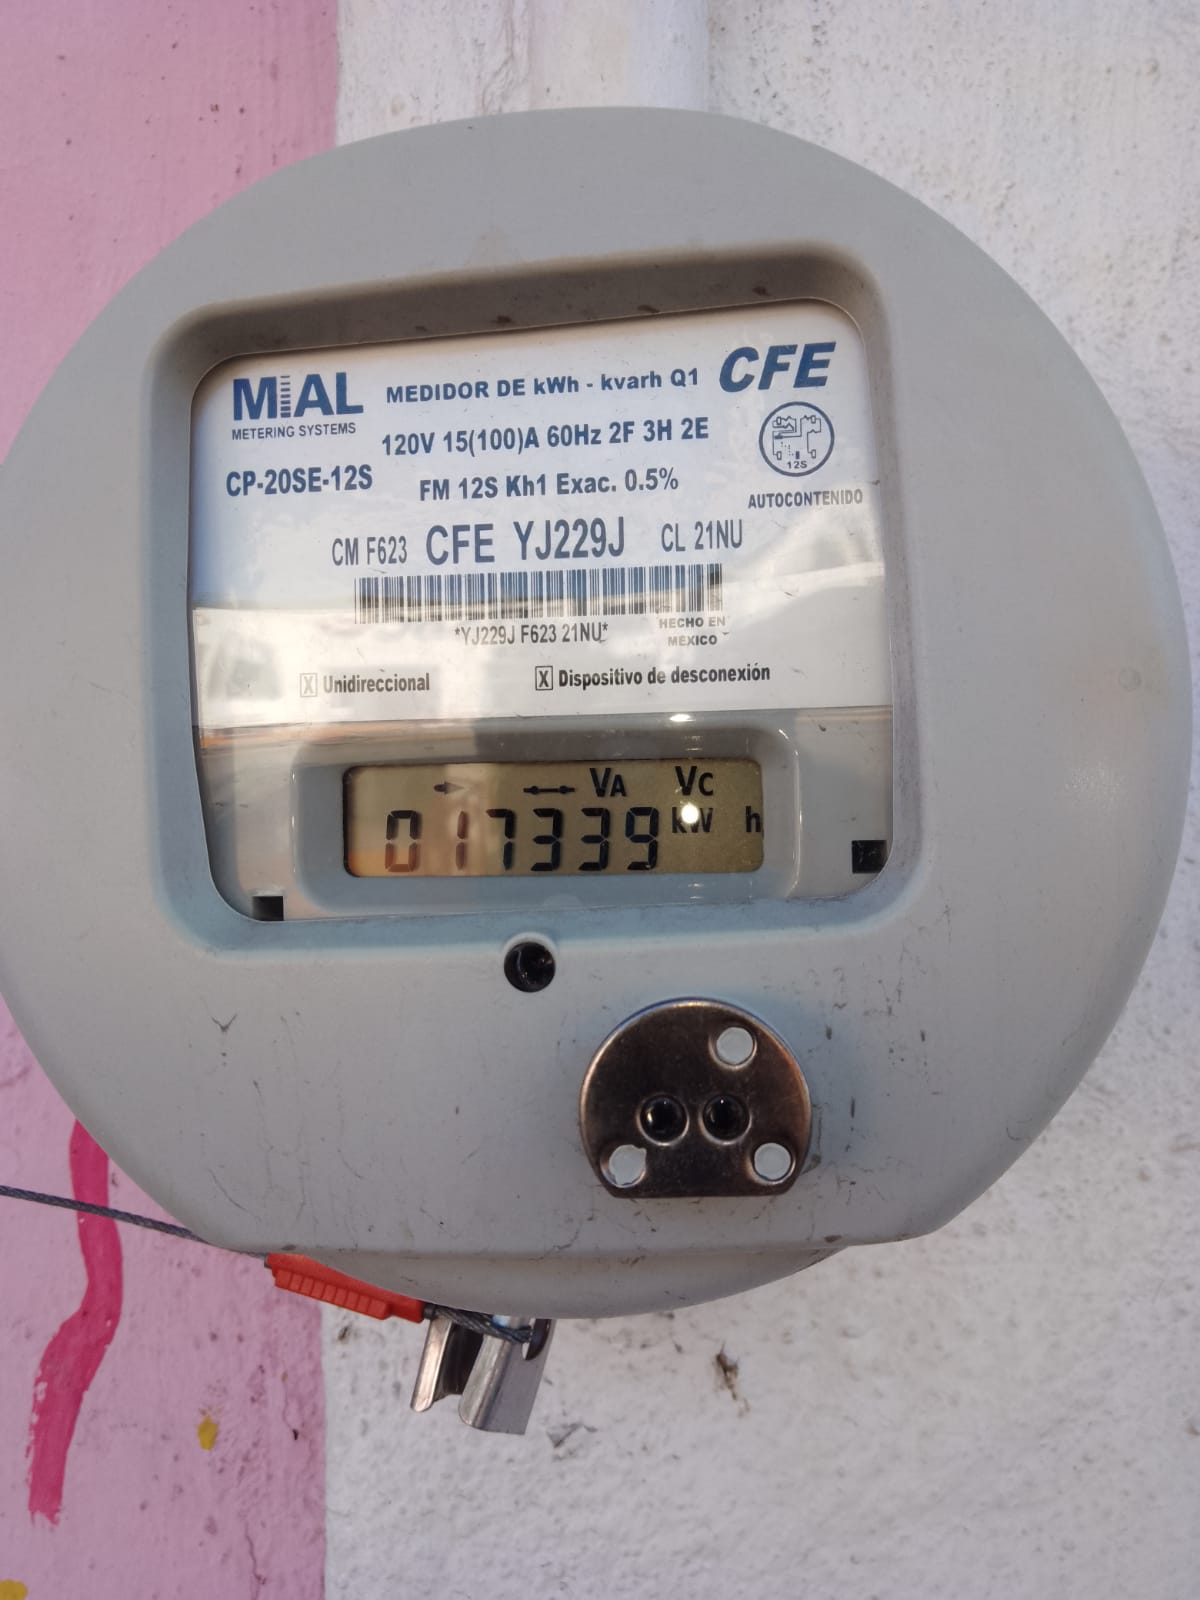 MIAL
METERING SYSTEMS
MEDIDOR DE kWh - kvarh Q1
CFE
120V 15(100)A 60Hz 2F 3H 2E
12S
CP-20SE-12S
FM 12S Kh1 Exac. 0.5%
AUTOCONTENIDO
CM F623 CFE YJ229J CL 21NU
*YJ229J F623 21NU*
HECHO EN
MÉXICO
X Unidireccional
X Dispositivo de desconexión
VA VC
017339 kW h